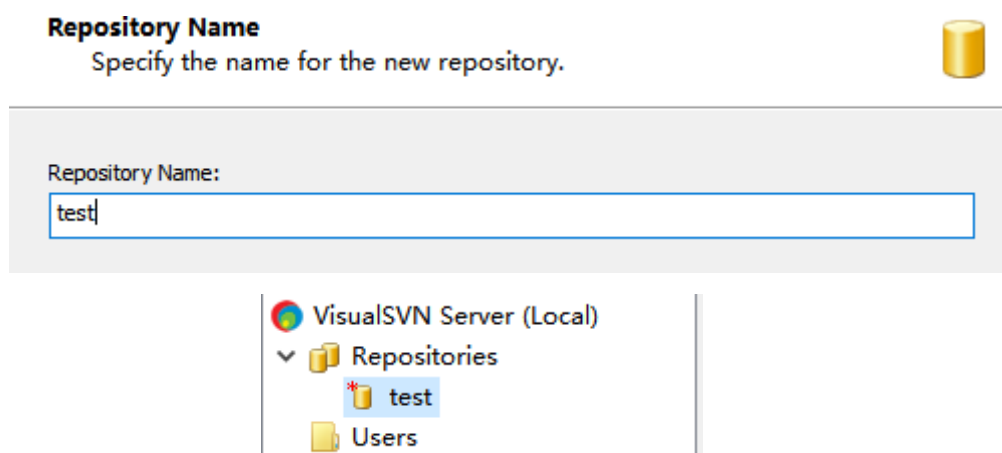 Repository Name
Specify the name for the new repository.
Repository Name:
test
VisualSVN Server (Local)
Repositories
test
Users